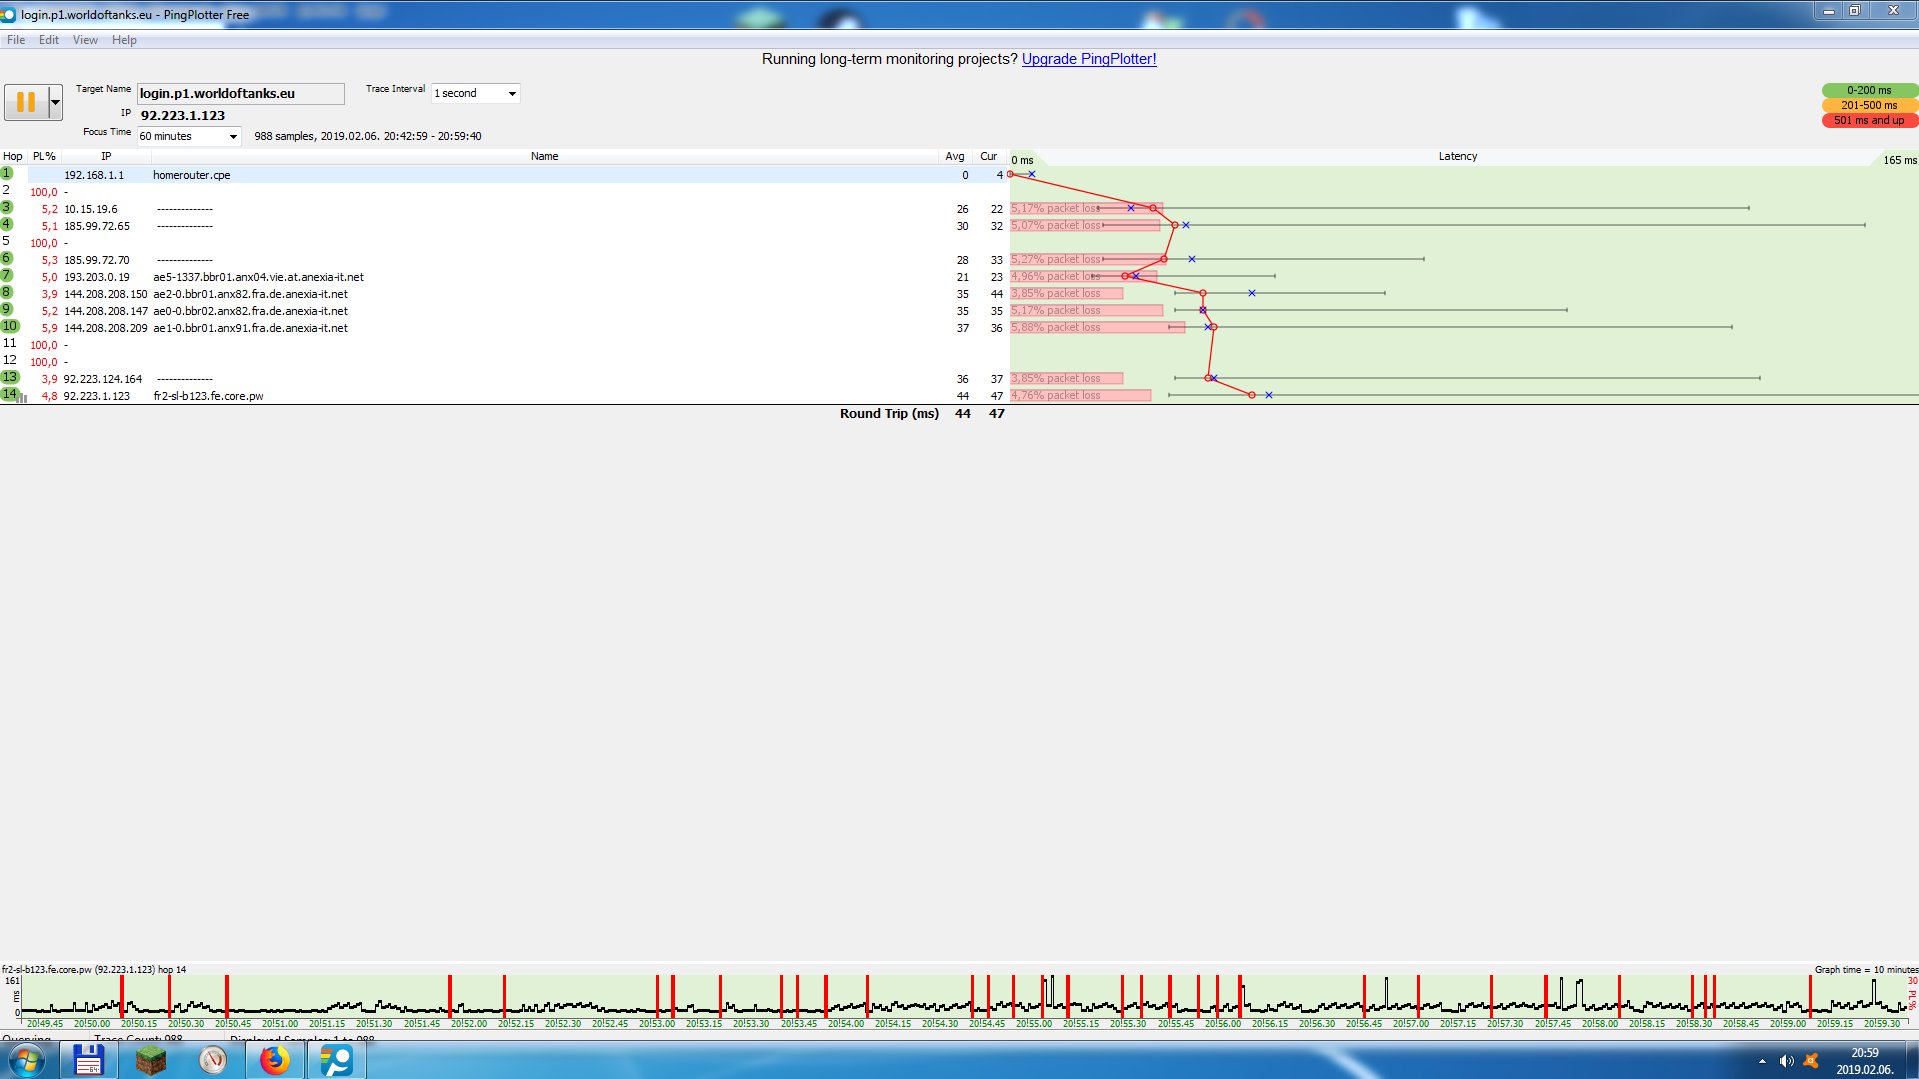 login.p1.worldoftanks.eu - PingPlotter Free
File Edit View Help
Running long-term monitoring projects? Upgrade PingPlotter!
Target Name login.p1.worldoftanks.eu Trace Interval 1 second
IP 92.223.1.123
Focus Time 60 minutes 988 samples, 2019.02.06. 20:42:59 - 20:59:40
0-200 ms
201-500 ms
501 ms and up
Hop PL% IP Name Avg Cur 0 ms Latency 165 ms
1 192.168.1.1 homerouter.cpe 0 4
2 100,0 -
3 5,2 10.15.19.6 -------------- 26 22 5,17% packet loss
4 5,1 185.99.72.65 -------------- 30 32 5,07% packet loss
5 100,0 -
6 5,3 185.99.72.70 -------------- 28 33 5,27% packet loss
7 5,0 193.203.0.19 ae5-1337.bbr01.anx04.vie.at.anexia-it.net 21 23 4,96% packet loss
8 3,9 144.208.208.150 ae2-0.bbr01.anx82.fra.de.anexia-it.net 35 44 3,85% packet loss
9 5,2 144.208.208.147 ae0-0.bbr02.anx82.fra.de.anexia-it.net 35 35 5,17% packet loss
10 5,9 144.208.208.209 ae1-0.bbr01.anx91.fra.de.anexia-it.net 37 36 5,88% packet loss
11 100,0 -
12 100,0 -
13 3,9 92.223.124.164 -------------- 36 37 3,85% packet loss
14 4,8 92.223.1.123 fr2-sl-b123.fe.core.pw 44 47 4,76% packet loss
Round Trip (ms) 44 47
fr2-sl-b123.fe.core.pw (92.223.1.123) hop 14 Graph time = 10 minutes
161 ms 0 30 PL%
20:49:45 20:50:00 20:50:15 20:50:30 20:50:45 20:51:00 20:51:15 20:51:30 20:51:45 20:52:00 20:52:15 20:52:30 20:52:45 20:53:00 20:53:15 20:53:30 20:53:45 20:54:00 20:54:15 20:54:30 20:54:45 20:55:00 20:55:15 20:55:30 20:55:45 20:56:00 20:56:15 20:56:30 20:56:45 20:57:00 20:57:15 20:57:30 20:57:45 20:58:00 20:58:15 20:58:30 20:58:45 20:59:00 20:59:15 20:59:30
Querying Trace Count: 988 Displayed Samples: 1 to 988
64
20:59
2019.02.06.